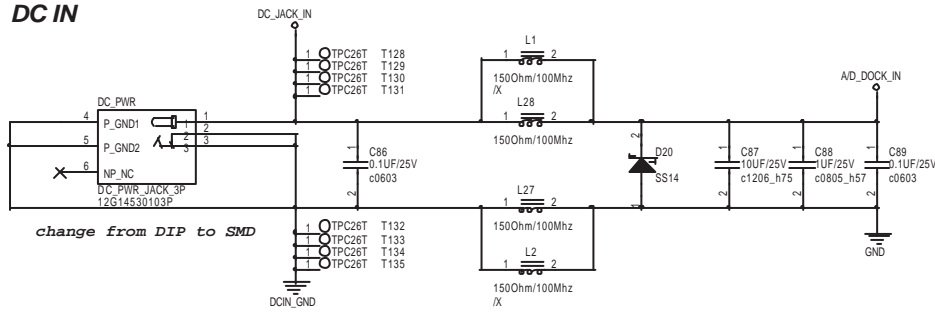 DC IN
DC_JACK_IN
1 TPC26T T128
1 TPC26T T129
1 TPC26T T130
1 TPC26T T131
L1
1 2
150Ohm/100Mhz
/X
L28
1 2
150Ohm/100Mhz
A/D_DOCK_IN
DC_PWR
4 P_GND1 1 1
5 P_GND2 2 2
3 3
6 NP_NC
DC_PWR_JACK_3P
12G14530103P
change from DIP to SMD
1
C86
0.1UF/25V
c0603
2
2
D20
SS14
1
1
C87
10UF/25V
c1206_h75
2
1
C88
1UF/25V
c0805_h57
2
1
C89
0.1UF/25V
c0603
2
L27
1 2
150Ohm/100Mhz
L2
1 2
150Ohm/100Mhz
/X
1 TPC26T T132
1 TPC26T T133
1 TPC26T T134
1 TPC26T T135
DCIN_GND
GND